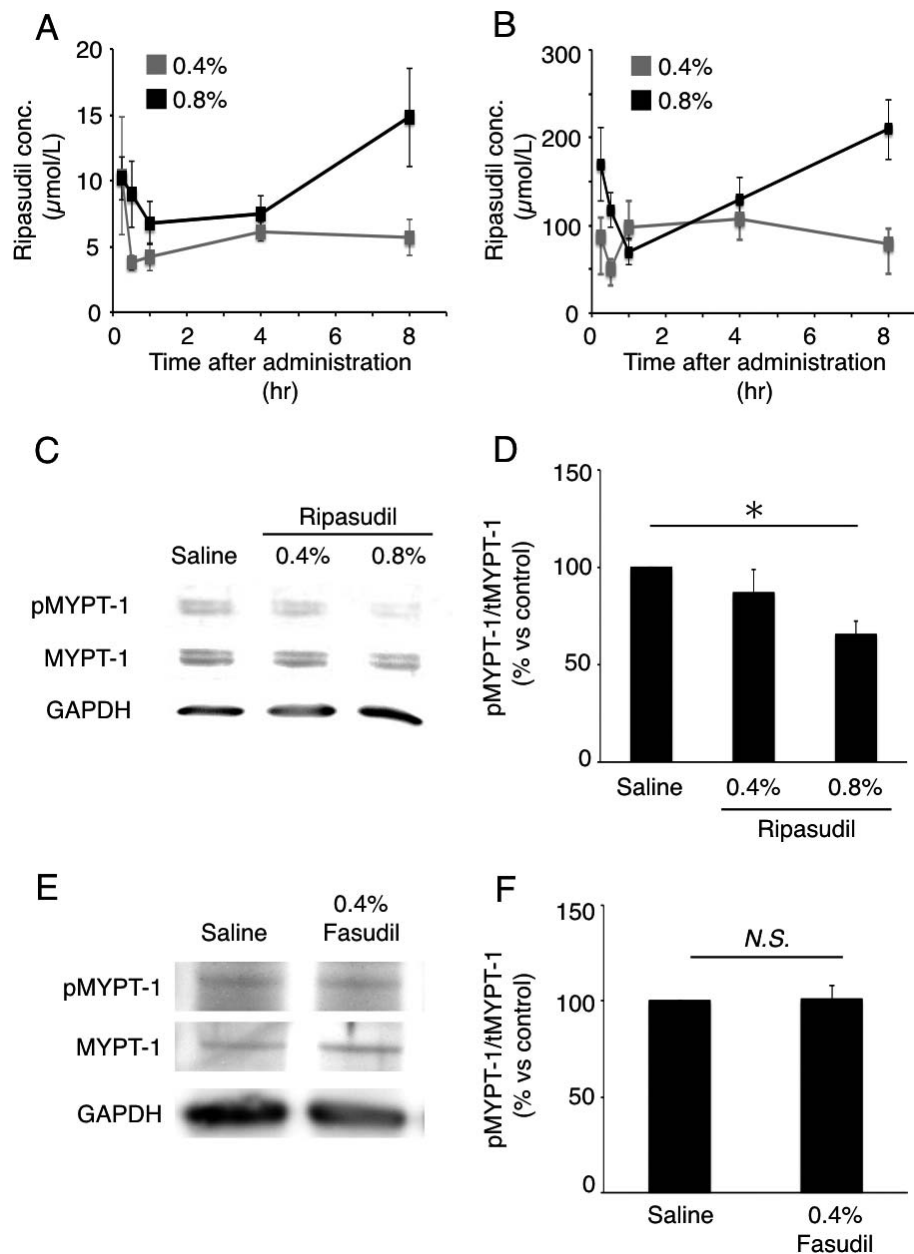 A
20
15
10
5
0
Ripasudil conc.
(µmol/L)
0.4%
0.8%
0 2 4 6 8
Time after administration
(hr)
B
300
200
100
0
Ripasudil conc.
(µmol/L)
0.4%
0.8%
0 2 4 6 8
Time after administration
(hr)
C
Ripasudil
Saline 0.4% 0.8%
pMYPT-1
MYPT-1
GAPDH
D
150
100
50
0
pMYPT-1/tMYPT-1
(% vs control)
*
Saline 0.4% 0.8%
Ripasudil
E
0.4%
Saline Fasudil
pMYPT-1
MYPT-1
GAPDH
F
150
100
50
0
pMYPT-1/tMYPT-1
(% vs control)
N.S.
Saline 0.4%
Fasudil